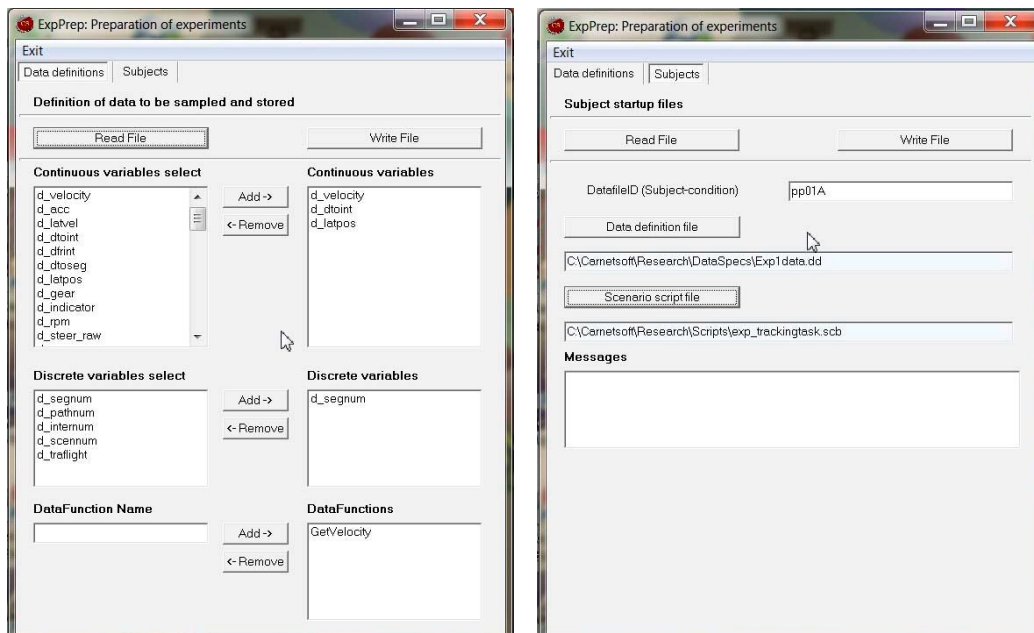 ExpPrep: Preparation of experiments
Exit
Data definitions Subjects
Definition of data to be sampled and stored
Read File Write File
Continuous variables select
d_velocity
d_acc
d_latvel
d_dtoint
d_dfrint
d_dtoseg
d_latpos
d_gear
d_indicator
d_rpm
d_steer_raw
Add ->
<- Remove
Continuous variables
d_velocity
d_dtoint
d_latpos
Discrete variables select
d_segnum
d_pathnum
d_internum
d_scennum
d_traflight
Add ->
<- Remove
Discrete variables
d_segnum
DataFunction Name
Add ->
<- Remove
DataFunctions
GetVelocity
ExpPrep: Preparation of experiments
Exit
Data definitions Subjects
Subject startup files
Read File Write File
DatafileID (Subject-condition) pp01A
Data definition file
C:\Carnetsoft\Research\DataSpecs\Exp1data.dd
Scenario script file
C:\Carnetsoft\Research\Scripts\exp_trackingtask.scb
Messages